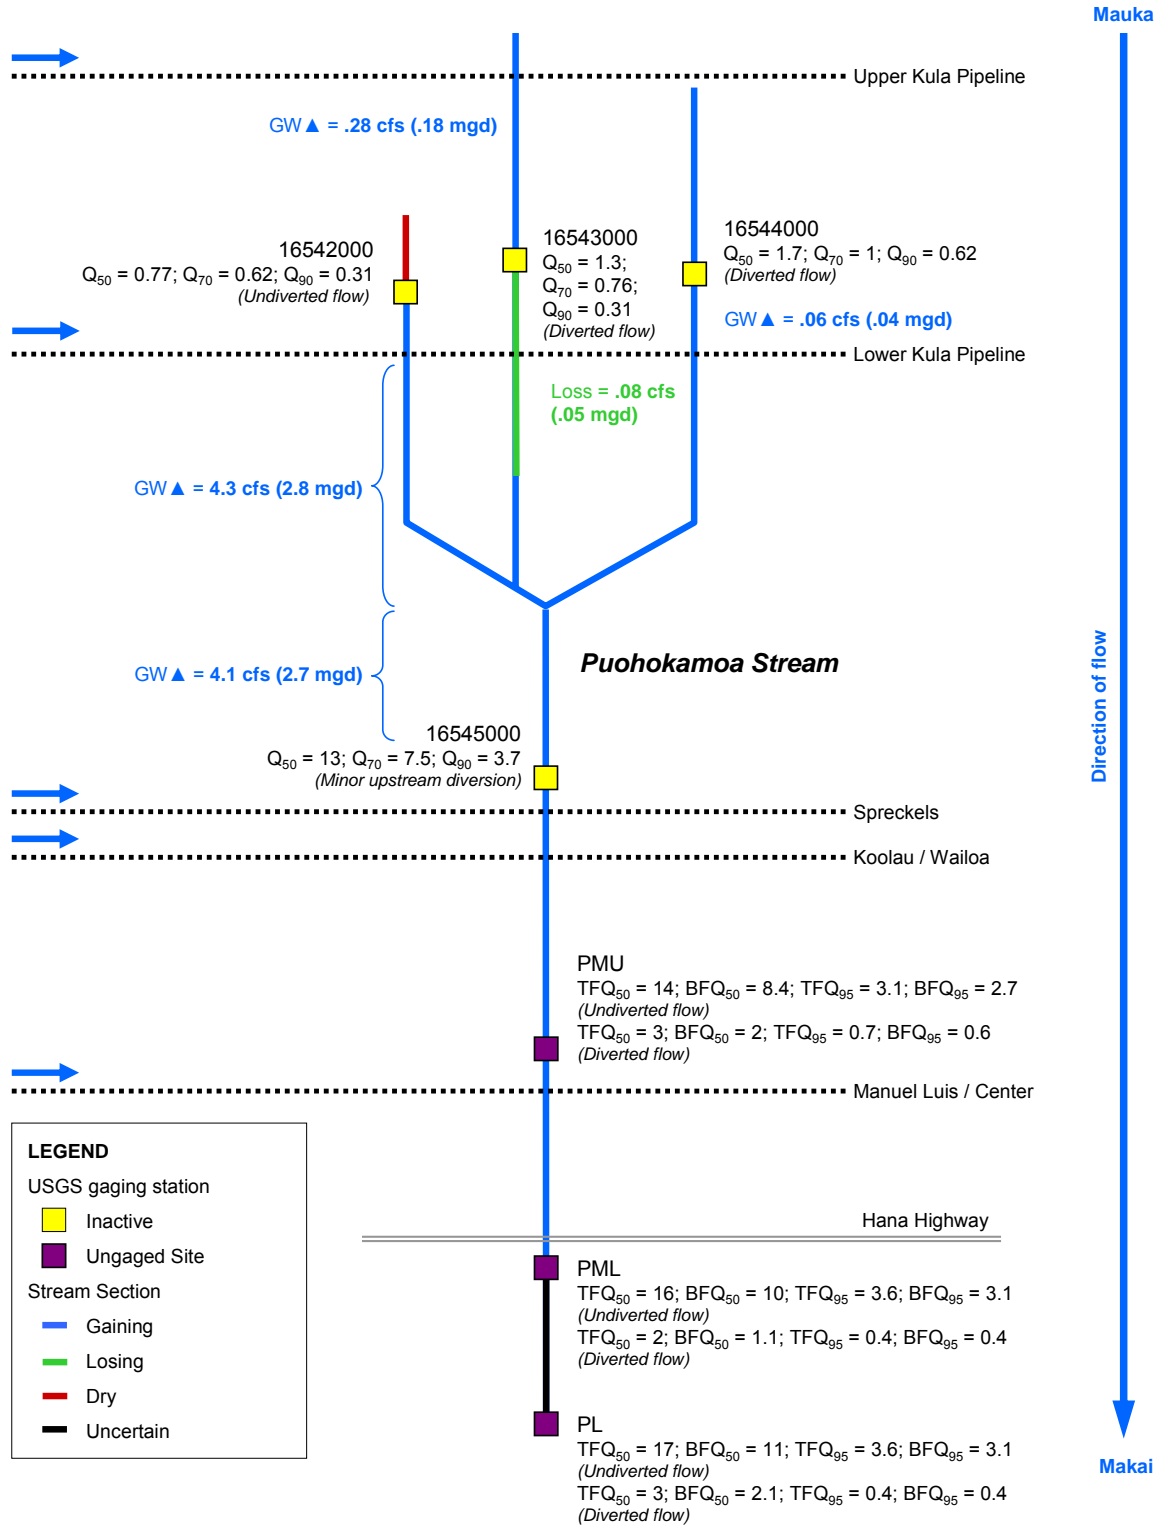 Mauka
Upper Kula Pipeline
GW ▲ = .28 cfs (.18 mgd)
16542000
Q50 = 0.77; Q70 = 0.62; Q90 = 0.31
(Undiverted flow)
16543000
Q50 = 1.3;
Q70 = 0.76;
Q90 = 0.31
(Diverted flow)
16544000
Q50 = 1.7; Q70 = 1; Q90 = 0.62
(Diverted flow)
GW ▲ = .06 cfs (.04 mgd)
Lower Kula Pipeline
Loss = .08 cfs
(.05 mgd)
GW ▲ = 4.3 cfs (2.8 mgd)
GW ▲ = 4.1 cfs (2.7 mgd)
Puohokamoa Stream
Direction of flow
16545000
Q50 = 13; Q70 = 7.5; Q90 = 3.7
(Minor upstream diversion)
Spreckels
Koolau / Wailoa
PMU
TFQ50 = 14; BFQ50 = 8.4; TFQ95 = 3.1; BFQ95 = 2.7
(Undiverted flow)
TFQ50 = 3; BFQ50 = 2; TFQ95 = 0.7; BFQ95 = 0.6
(Diverted flow)
Manuel Luis / Center
LEGEND
USGS gaging station
Inactive
Ungaged Site
Stream Section
Gaining
Losing
Dry
Uncertain
Hana Highway
PML
TFQ50 = 16; BFQ50 = 10; TFQ95 = 3.6; BFQ95 = 3.1
(Undiverted flow)
TFQ50 = 2; BFQ50 = 1.1; TFQ95 = 0.4; BFQ95 = 0.4
(Diverted flow)
PL
TFQ50 = 17; BFQ50 = 11; TFQ95 = 3.6; BFQ95 = 3.1
(Undiverted flow)
TFQ50 = 3; BFQ50 = 2.1; TFQ95 = 0.4; BFQ95 = 0.4
(Diverted flow)
Makai